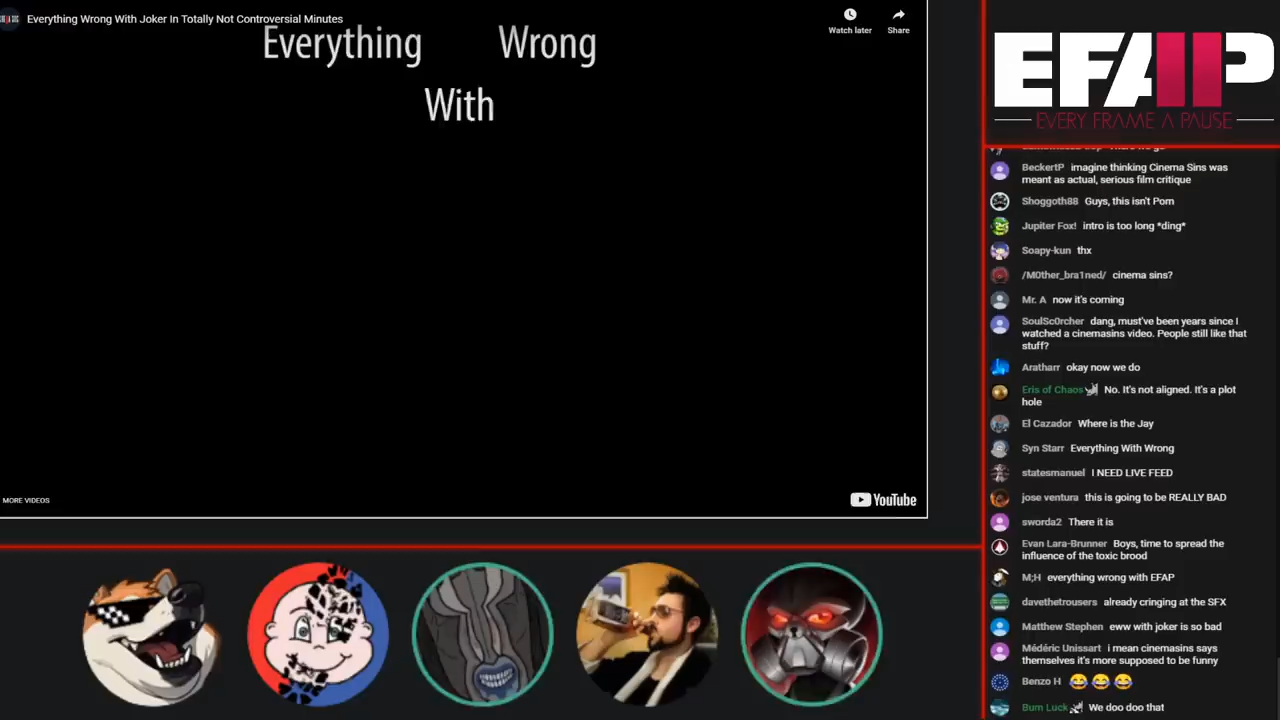 Everything Wrong With Joker In Totally Not Controversial Minutes
Watch later
Share
Everything Wrong
With
MORE VIDEOS
YouTube
EFAP
EVERY FRAME A PAUSE
BeckertP imagine thinking Cinema Sins was
meant as actual, serious film critique
Shoggoth88 Guys, this isn't Porn
Jupiter Fox! intro is too long *ding*
Soapy-kun thx
/M0ther_bra1ned/ cinema sins?
Mr. A now it's coming
SoulSc0rcher dang, must've been years since I
watched a cinemasins video. People still like that
stuff?
Aratharr okay now we do
Eris of Chaos No. It's not aligned. It's a plot
hole
El Cazador Where is the Jay
Syn Starr Everything With Wrong
statesmanuel I NEED LIVE FEED
jose ventura this is going to be REALLY BAD
sworda2 There it is
Evan Lara-Brunner Boys, time to spread the
influence of the toxic brood
M;H everything wrong with EFAP
davethetrousers already cringing at the SFX
Matthew Stephen eww with joker is so bad
Médéric Unissart i mean cinemasins says
themselves it's more supposed to be funny
Benzo H 😂😂😂
Bum Luck We doo doo that